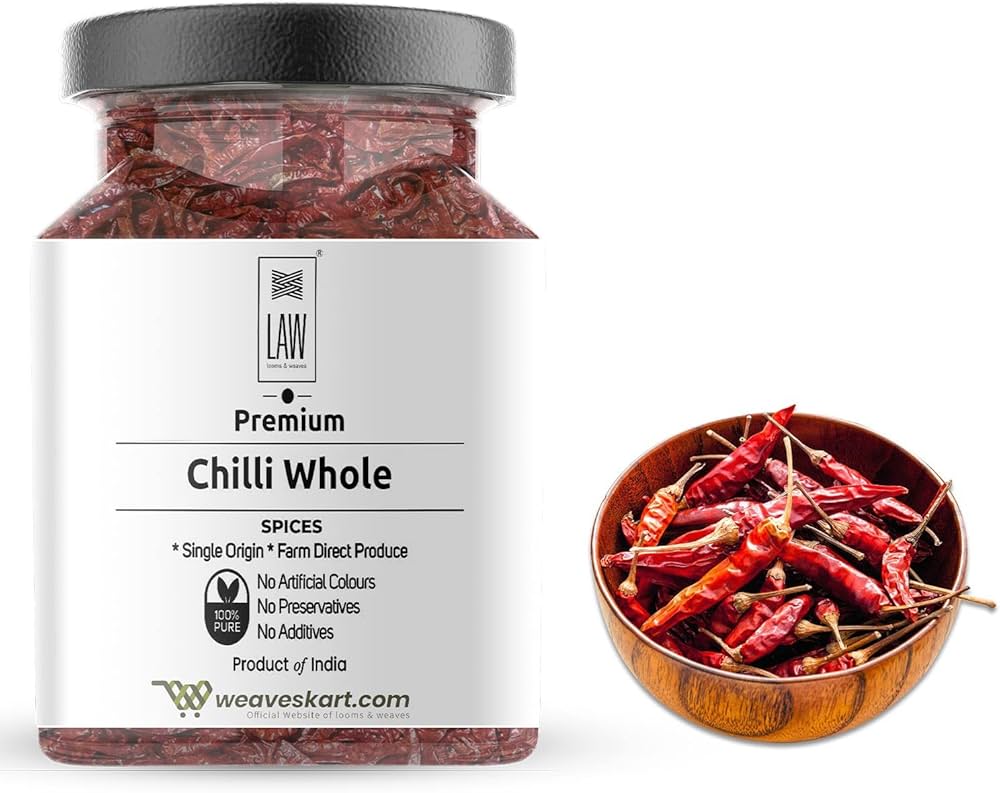 ®
LAW
looms & weaves
Premium
Chilli Whole
SPICES
* Single Origin * Farm Direct Produce
100% PURE
No Artificial Colours
No Preservatives
No Additives
Product of India
weaveskart.com
Official Website of looms & weaves